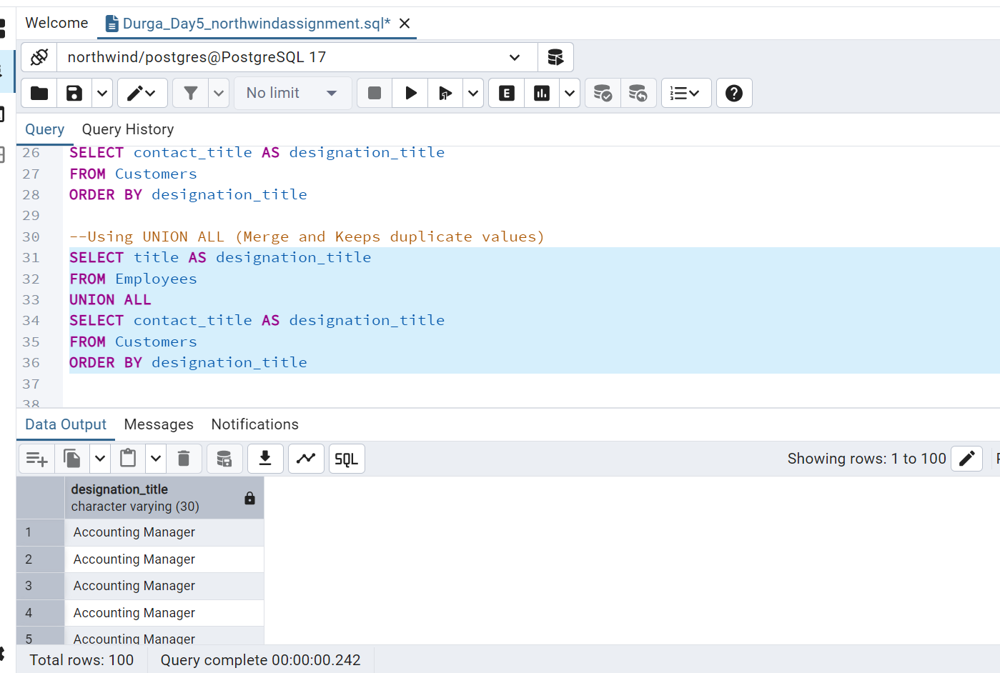 Welcome
Durga_Day5_northwindassignment.sql*
northwind/postgres@PostgreSQL 17
No limit
E
Query Query History
26 SELECT contact_title AS designation_title
27 FROM Customers
28 ORDER BY designation_title
29
30 --Using UNION ALL (Merge and Keeps duplicate values)
31 SELECT title AS designation_title
32 FROM Employees
33 UNION ALL
34 SELECT contact_title AS designation_title
35 FROM Customers
36 ORDER BY designation_title
37
38
Data Output Messages Notifications
SQL
Showing rows: 1 to 100
designation_title
character varying (30)
1 Accounting Manager
2 Accounting Manager
3 Accounting Manager
4 Accounting Manager
5 Accounting Manager
Total rows: 100 Query complete 00:00:00.242